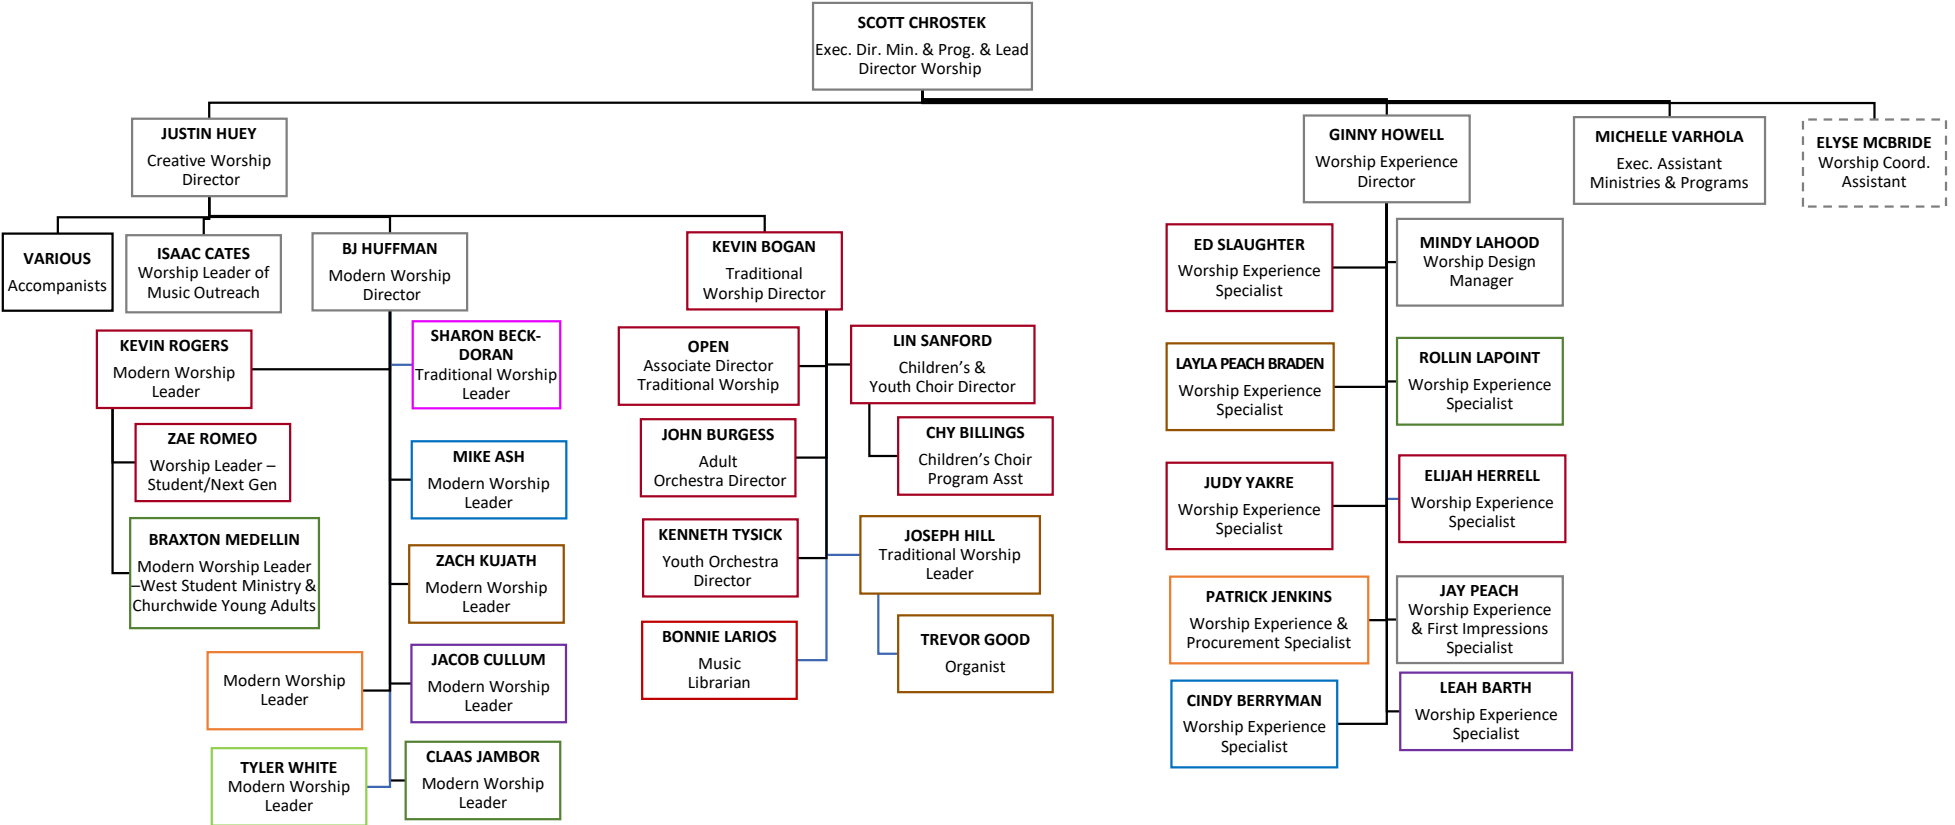 SCOTT CHROSTEK
Exec. Dir. Min. & Prog. & Lead
Director Worship
JUSTIN HUEY
Creative Worship
Director
GINNY HOWELL
Worship Experience
Director
MICHELLE VARHOLA
Exec. Assistant
Ministries & Programs
ELYSE MCBRIDE
Worship Coord.
Assistant
VARIOUS
Accompanists
ISAAC CATES
Worship Leader of
Music Outreach
BJ HUFFMAN
Modern Worship
Director
KEVIN BOGAN
Traditional
Worship Director
KEVIN ROGERS
Modern Worship
Leader
SHARON BECK-
DORAN
Traditional Worship
Leader
ZAE ROMEO
Worship Leader –
Student/Next Gen
MIKE ASH
Modern Worship
Leader
BRAXTON MEDELLIN
Modern Worship Leader
–West Student Ministry &
Churchwide Young Adults
ZACH KUJATH
Modern Worship
Leader
Modern Worship
Leader
JACOB CULLUM
Modern Worship
Leader
TYLER WHITE
Modern Worship
Leader
CLAAS JAMBOR
Modern Worship
Leader
OPEN
Associate Director
Traditional Worship
LIN SANFORD
Children’s &
Youth Choir Director
JOHN BURGESS
Adult
Orchestra Director
CHY BILLINGS
Children’s Choir
Program Asst
KENNETH TYSICK
Youth Orchestra
Director
JOSEPH HILL
Traditional Worship
Leader
BONNIE LARIOS
Music
Librarian
TREVOR GOOD
Organist
ED SLAUGHTER
Worship Experience
Specialist
MINDY LAHOOD
Worship Design
Manager
LAYLA PEACH BRADEN
Worship Experience
Specialist
ROLLIN LAPOINT
Worship Experience
Specialist
JUDY YAKRE
Worship Experience
Specialist
ELIJAH HERRELL
Worship Experience
Specialist
PATRICK JENKINS
Worship Experience &
Procurement Specialist
JAY PEACH
Worship Experience
& First Impressions
Specialist
CINDY BERRYMAN
Worship Experience
Specialist
LEAH BARTH
Worship Experience
Specialist